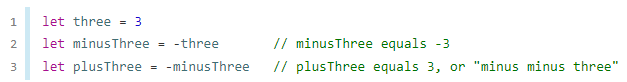 1 let three = 3
2 let minusThree = -three // minusThree equals -3
3 let plusThree = -minusThree // plusThree equals 3, or "minus minus three"